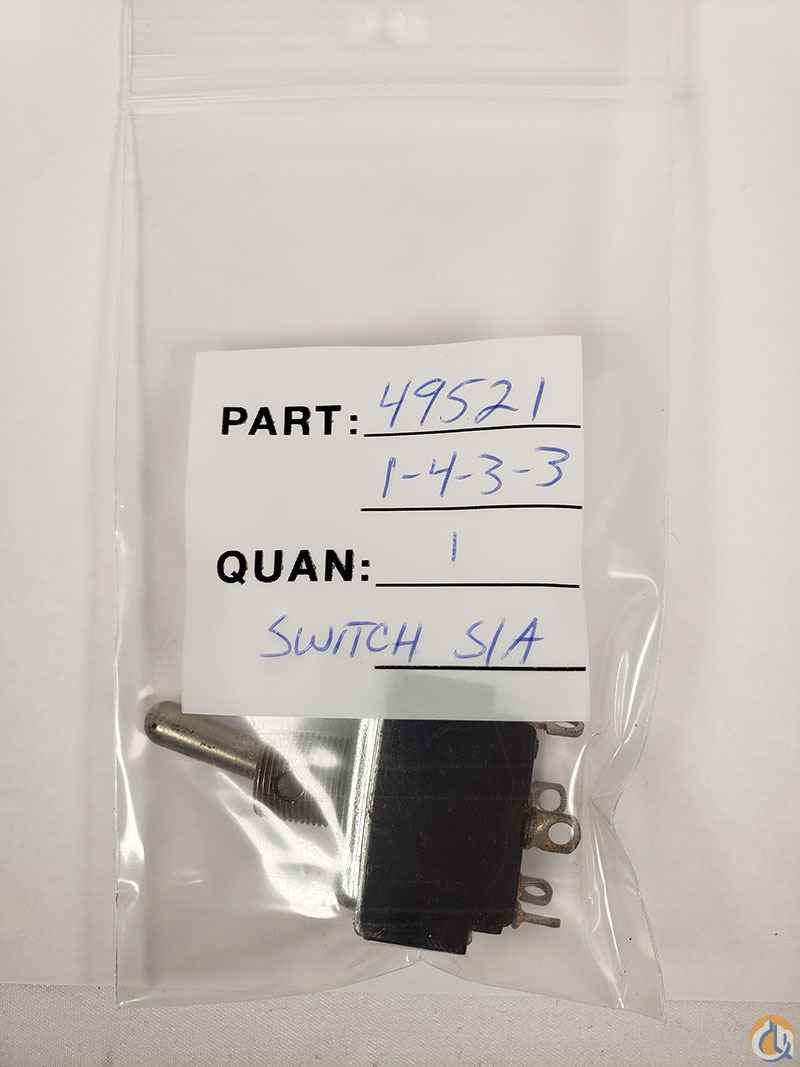 PART: 49521
1-4-3-3
QUAN: 1
SWITCH S/A